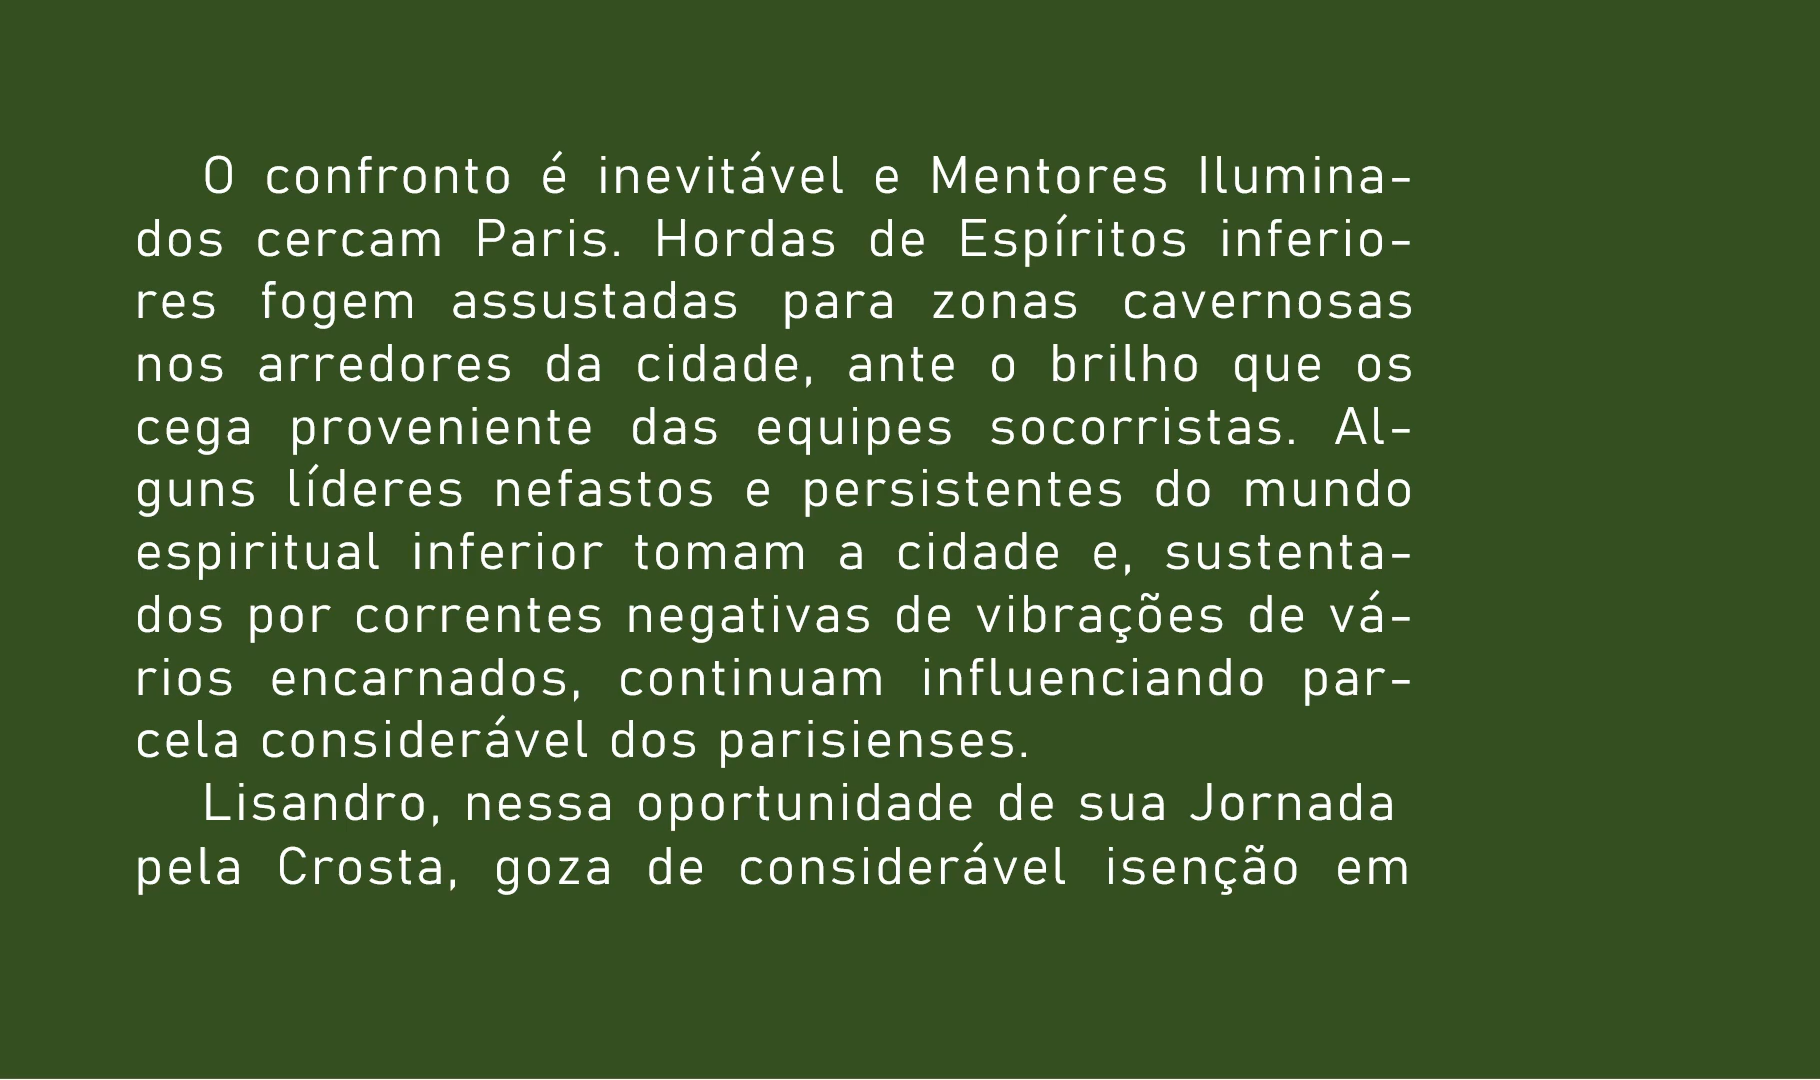 O confronto é inevitável e Mentores Ilumina-
dos cercam Paris. Hordas de Espíritos inferio-
res fogem assustadas para zonas cavernosas
nos arredores da cidade, ante o brilho que os
cega proveniente das equipes socorristas. Al-
guns líderes nefastos e persistentes do mundo
espiritual inferior tomam a cidade e, sustenta-
dos por correntes negativas de vibrações de vá-
rios encarnados, continuam influenciando par-
cela considerável dos parisienses.
Lisandro, nessa oportunidade de sua Jornada
pela Crosta, goza de considerável isenção em